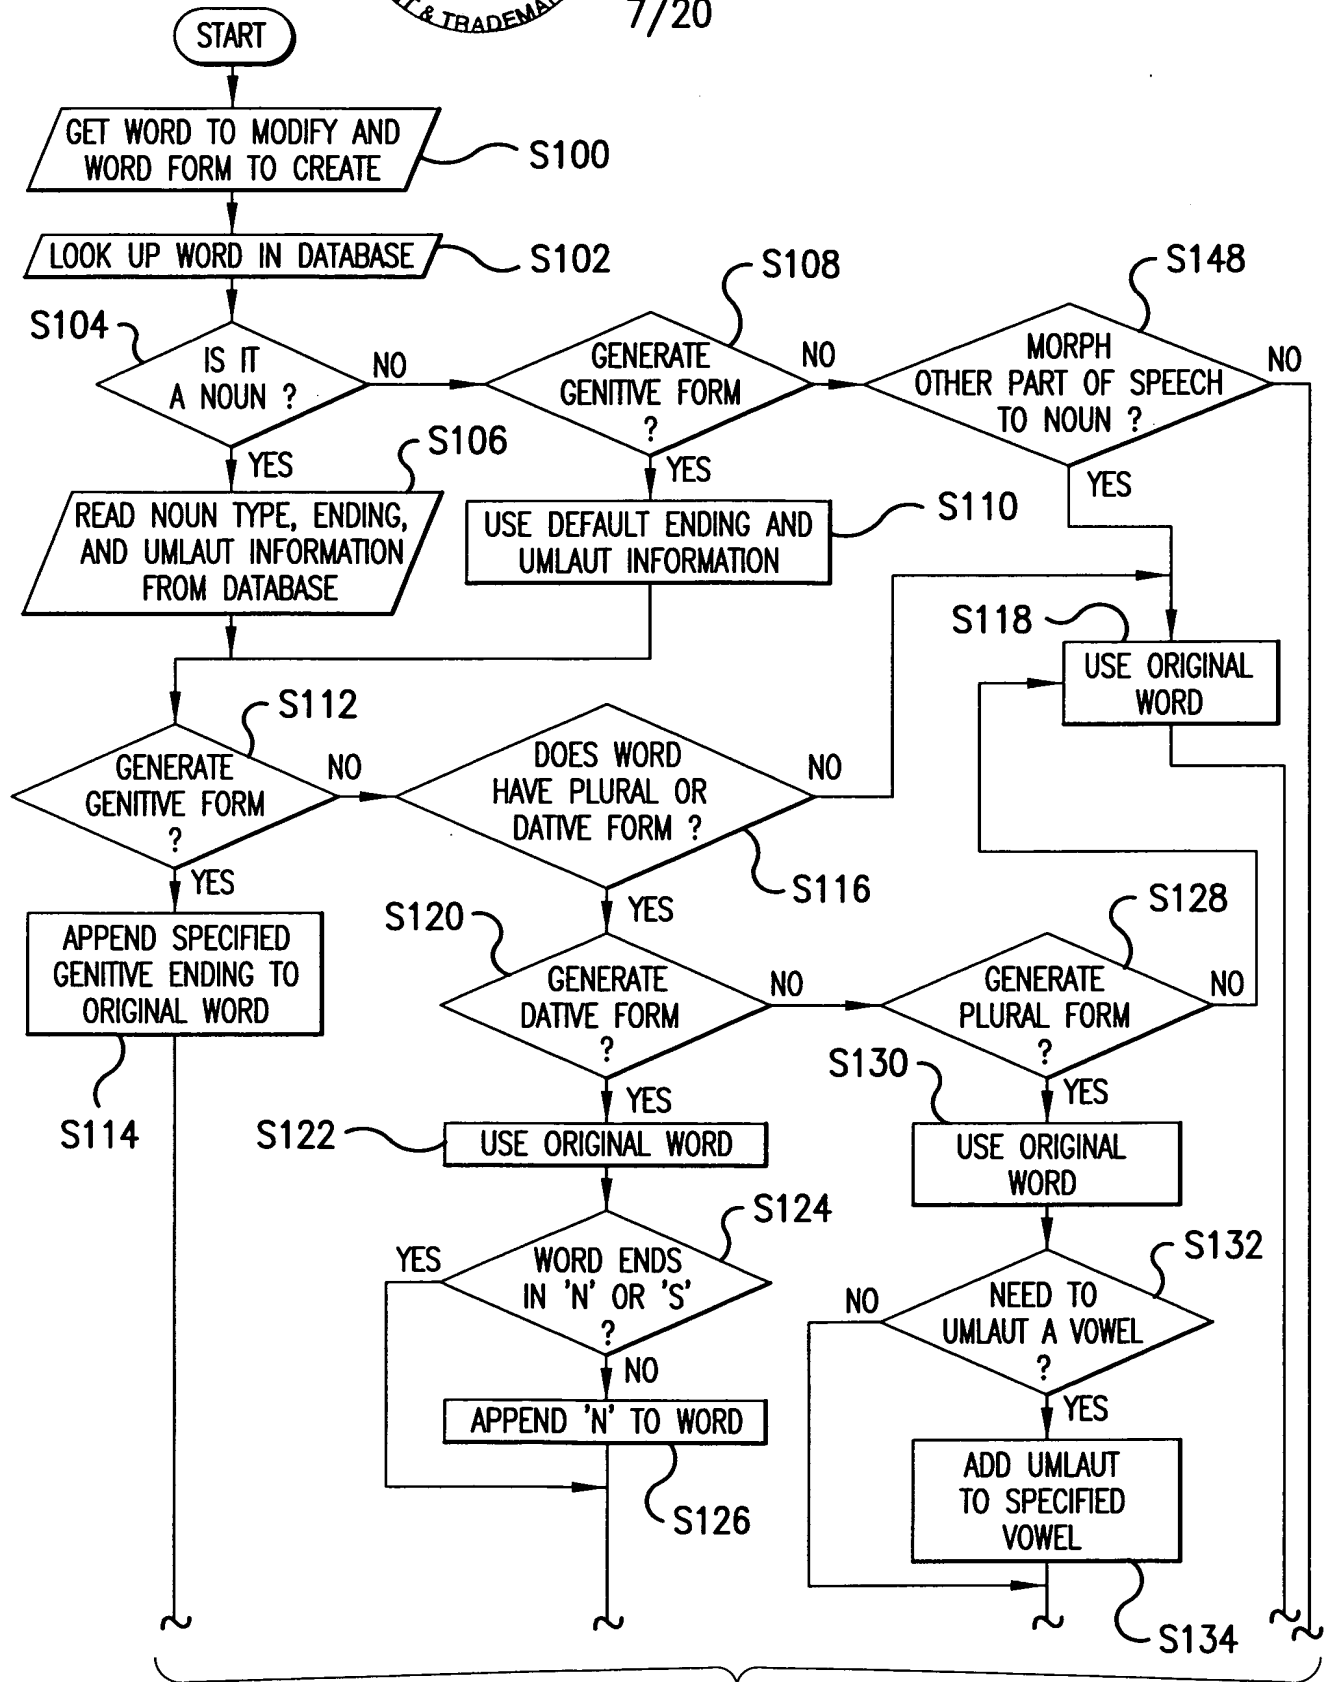 & TRADEMA
7/20
START
GET WORD TO MODIFY AND
WORD FORM TO CREATE
S100
LOOK UP WORD IN DATABASE
S102
S104
IS IT
A NOUN ?
NO
YES
S108
GENERATE
GENITIVE FORM
?
NO
YES
S148
MORPH
OTHER PART OF SPEECH
TO NOUN ?
NO
YES
S106
READ NOUN TYPE, ENDING,
AND UMLAUT INFORMATION
FROM DATABASE
USE DEFAULT ENDING AND
UMLAUT INFORMATION
S110
S118
USE ORIGINAL
WORD
S112
GENERATE
GENITIVE FORM
?
NO
YES
DOES WORD
HAVE PLURAL OR
DATIVE FORM ?
NO
S116
YES
APPEND SPECIFIED
GENITIVE ENDING TO
ORIGINAL WORD
S114
S120
GENERATE
DATIVE FORM
?
NO
YES
S128
GENERATE
PLURAL FORM
?
NO
YES
S122
USE ORIGINAL WORD
S130
USE ORIGINAL
WORD
S124
WORD ENDS
IN 'N' OR 'S'
?
YES
NO
S132
NEED TO
UMLAUT A VOWEL
?
NO
YES
APPEND 'N' TO WORD
S126
ADD UMLAUT
TO SPECIFIED
VOWEL
S134